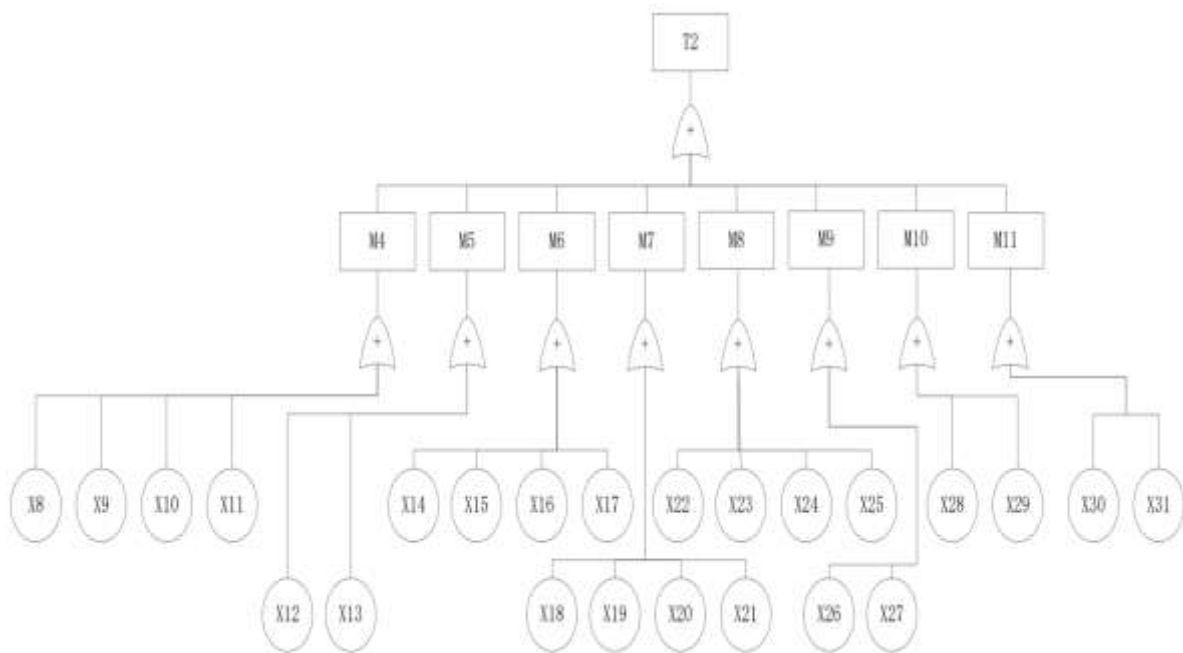 T2
+
M4 M5 M6 M7 M8 M9 M10 M11
+ + + + + + + +
X8 X9 X10 X11 X14 X15 X16 X17 X22 X23 X24 X25 X28 X29 X30 X31
X12 X13 X18 X19 X20 X21 X26 X27